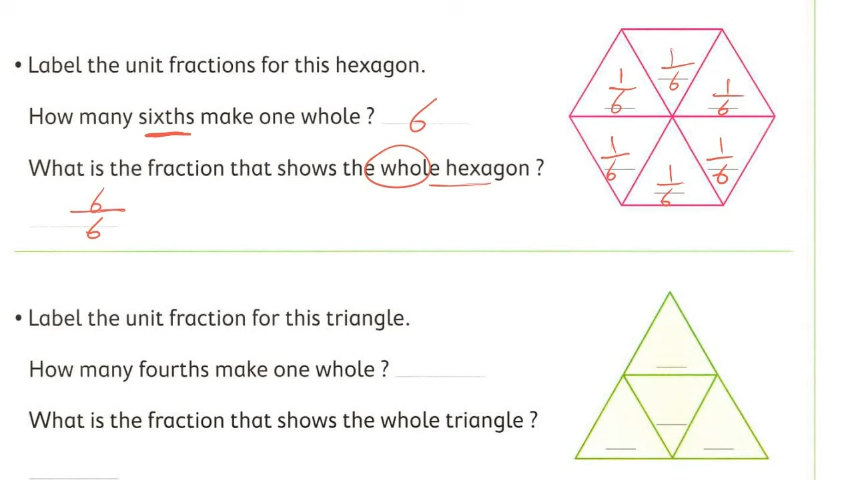 • Label the unit fractions for this hexagon.
How many sixths make one whole ? 6
What is the fraction that shows the whole hexagon ?
6/6
1/6
1/6
1/6
1/6
1/6
1/6
• Label the unit fraction for this triangle.
How many fourths make one whole ?
What is the fraction that shows the whole triangle ?